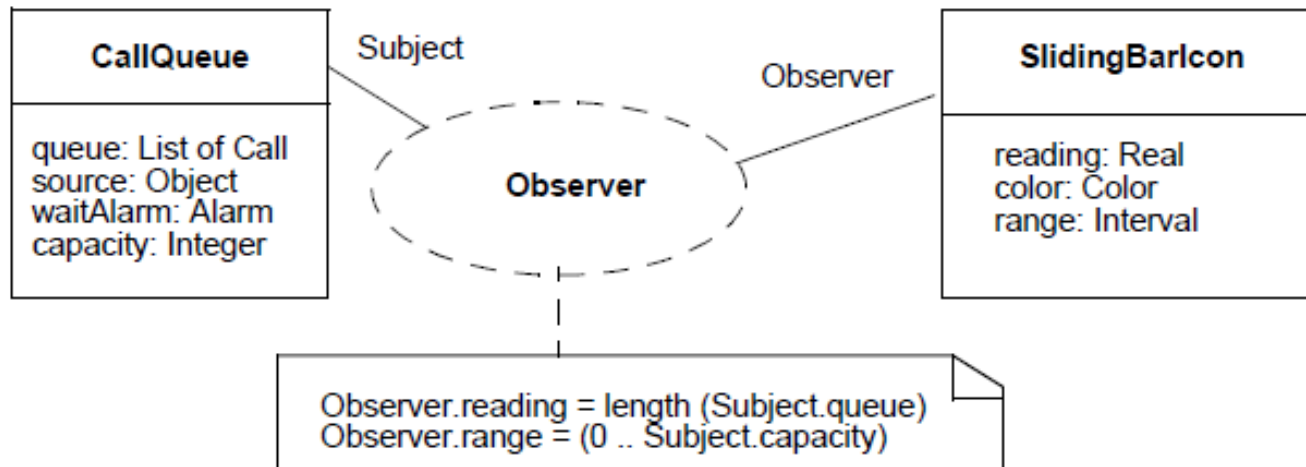 CallQueue
queue: List of Call
source: Object
waitAlarm: Alarm
capacity: Integer
Subject
Observer
Observer
SlidingBarIcon
reading: Real
color: Color
range: Interval
Observer.reading = length (Subject.queue)
Observer.range = (0 .. Subject.capacity)